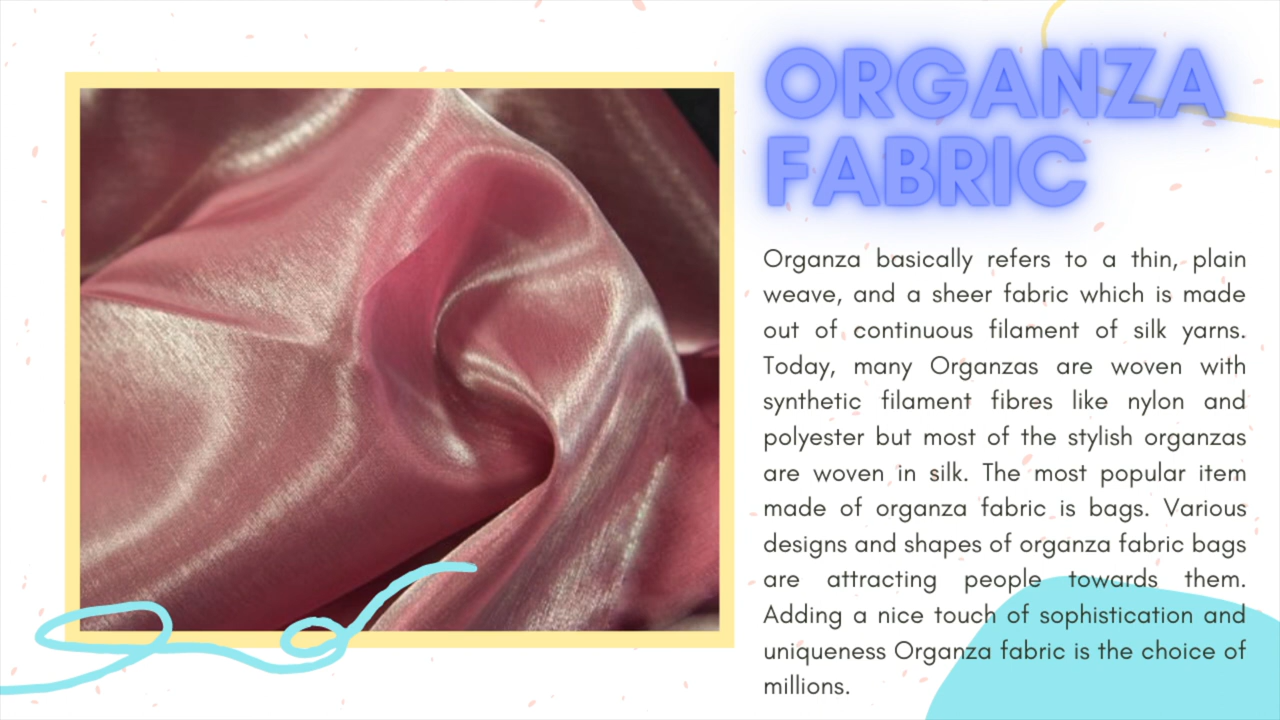 ORGANZA
FABRIC
Organza basically refers to a thin, plain
weave, and a sheer fabric which is made
out of continuous filament of silk yarns.
Today, many Organzas are woven with
synthetic filament fibres like nylon and
polyester but most of the stylish organzas
are woven in silk. The most popular item
made of organza fabric is bags. Various
designs and shapes of organza fabric bags
are attracting people towards them.
Adding a nice touch of sophistication and
uniqueness Organza fabric is the choice of
millions.